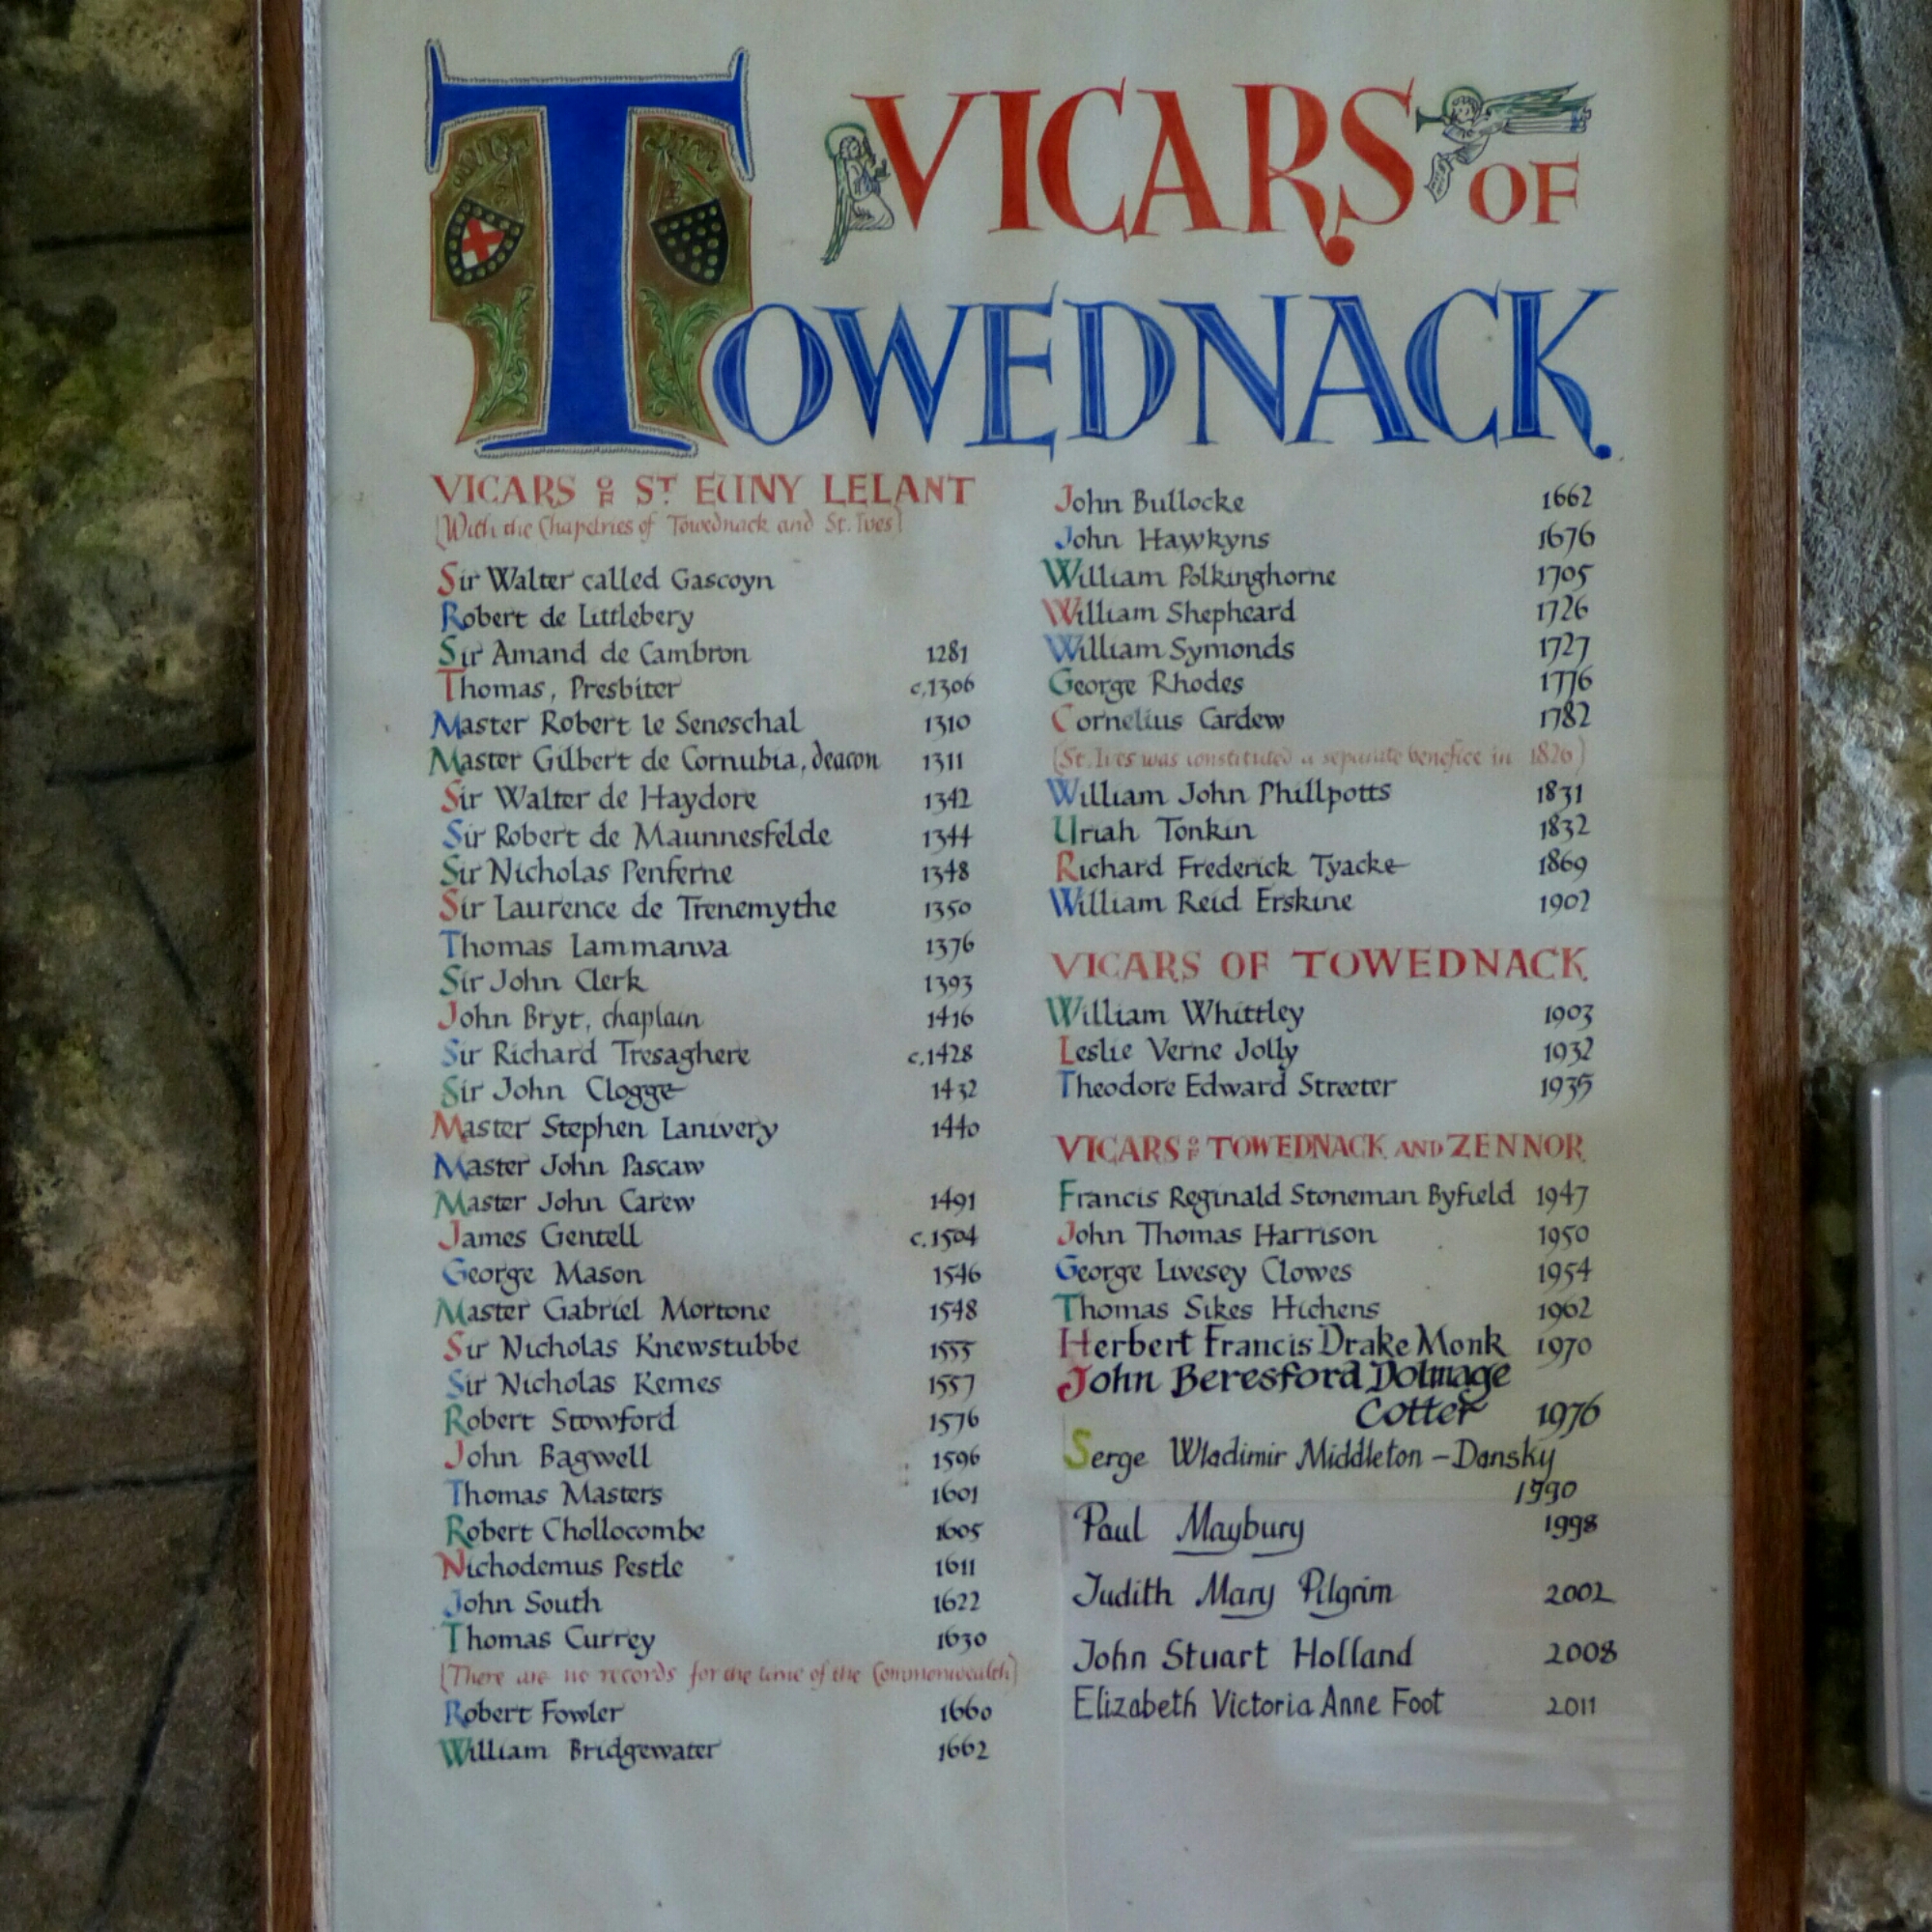 VICARS OF
TOWEDNACK
VICARS OF ST EUNY LELANT
(With the Chapelries of Towednack and St. Ives)
Sir Walter called Gascoyn
Robert de Littlebery
Sir Amand de Cambron 1281
Thomas, Presbiter c.1306
Master Robert le Seneschal 1310
Master Gilbert de Cornubia, deacon 1311
Sir Walter de Haydore 1342
Sir Robert de Maunnesfelde 1344
Sir Nicholas Penferne 1348
Sir Laurence de Trenemythe 1350
Thomas Lammanva 1376
Sir John Clerk 1393
John Bryt, chaplain 1416
Sir Richard Tresaghere c.1428
Sir John Clogge 1432
Master Stephen Lanivery 1440
Master John Pascaw
Master John Carew 1491
James Gentell c.1504
George Mason 1546
Master Gabriel Mortone 1548
Sir Nicholas Knewstubbe 1555
Sir Nicholas Kemes 1557
Robert Stowford 1576
John Bagwell 1596
Thomas Masters 1601
Robert Chollocombe 1605
Nichodemus Pestle 1611
John South 1622
Thomas Currey 1630
(There are no records for the time of the Commonwealth)
Robert Fowler 1660
William Bridgewater 1662
John Bullocke 1662
John Hawkyns 1676
William Polkinghorne 1705
William Shepheard 1726
William Symonds 1727
George Rhodes 1776
Cornelius Cardew 1782
(St. Ives was constituted a separate benefice in 1826)
William John Phillpotts 1831
Uriah Tonkin 1832
Richard Frederick Tyacke 1869
William Reid Erskine 1902
VICARS OF TOWEDNACK
William Whittley 1903
Leslie Verne Jolly 1932
Theodore Edward Streeter 1935
VICARS OF TOWEDNACK AND ZENNOR
Francis Reginald Stoneman Byfield 1947
John Thomas Harrison 1950
George Livesey Clowes 1954
Thomas Sikes Hichens 1962
Herbert Francis Drake Monk 1970
John Beresford Dolmage
Cotter 1976
Serge Wladimir Middleton-Dansky
1990
Paul Maybury 1998
Judith Mary Pilgrim 2002
John Stuart Holland 2008
Elizabeth Victoria Anne Foot 2011